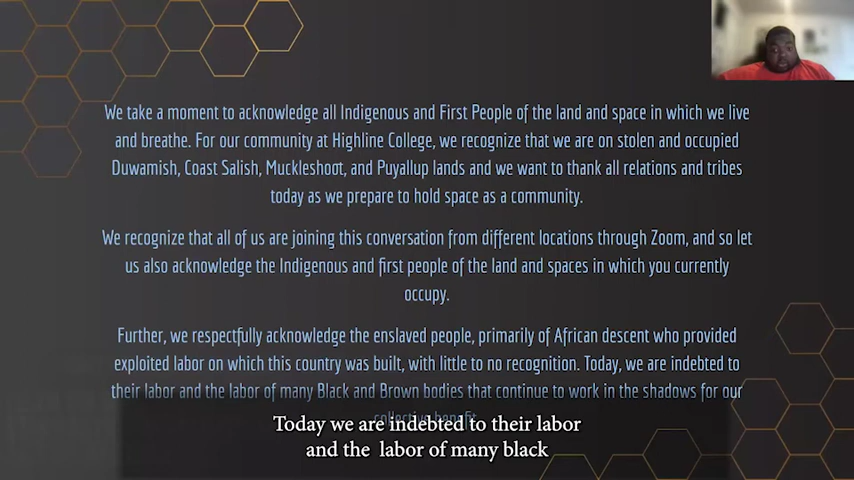 We take a moment to acknowledge all Indigenous and First People of the land and space in which we live
and breathe. For our community at Highline College, we recognize that we are on stolen and occupied
Duwamish, Coast Salish, Muckleshoot, and Puyallup lands and we want to thank all relations and tribes
today as we prepare to hold space as a community.
We recognize that all of us are joining this conversation from different locations through Zoom, and so let
us also acknowledge the Indigenous and first people of the land and spaces in which you currently
occupy.
Further, we respectfully acknowledge the enslaved people, primarily of African descent who provided
exploited labor on which this country was built, with little to no recognition. Today, we are indebted to
their labor and the labor of many Black and Brown bodies that continue to work in the shadows for our
collective benefit.
Today we are indebted to their labor
and the labor of many black